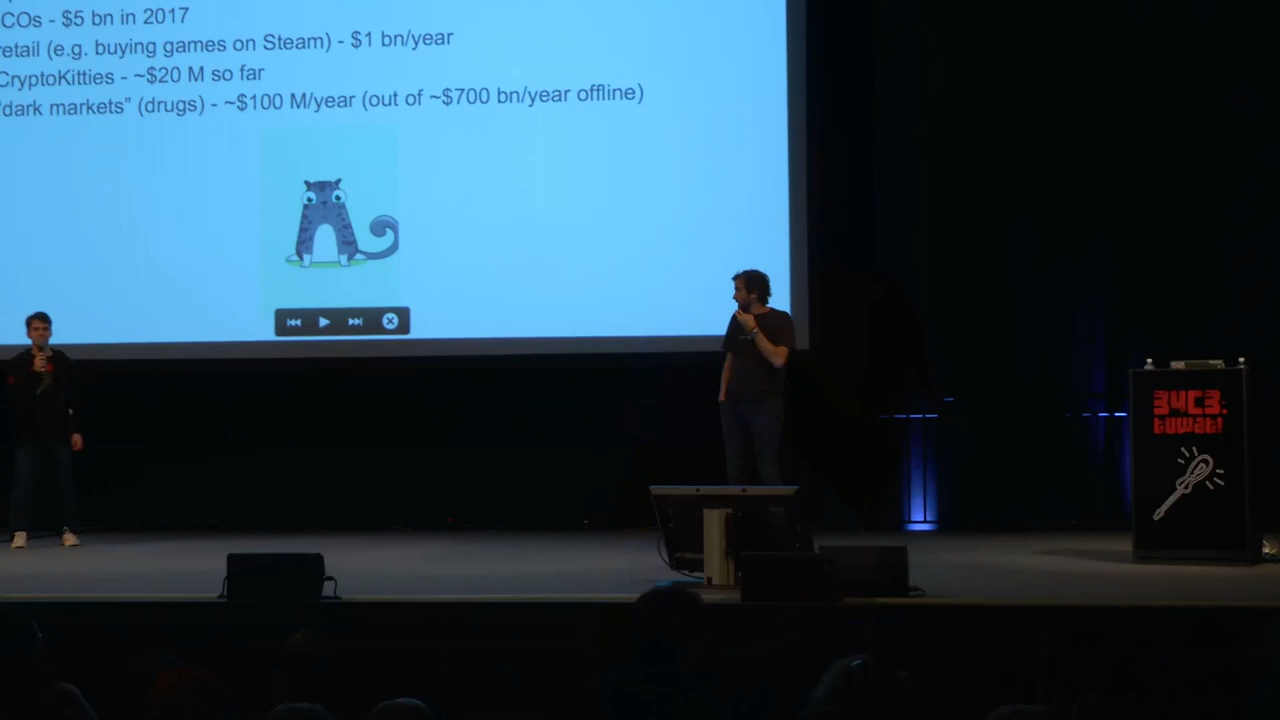 COs - $5 bn in 2017
retail (e.g. buying games on Steam) - $1 bn/year
CryptoKitties - ~$20 M so far
"dark markets" (drugs) - ~$100 M/year (out of ~$700 bn/year offline)
34C3.
tuwat!